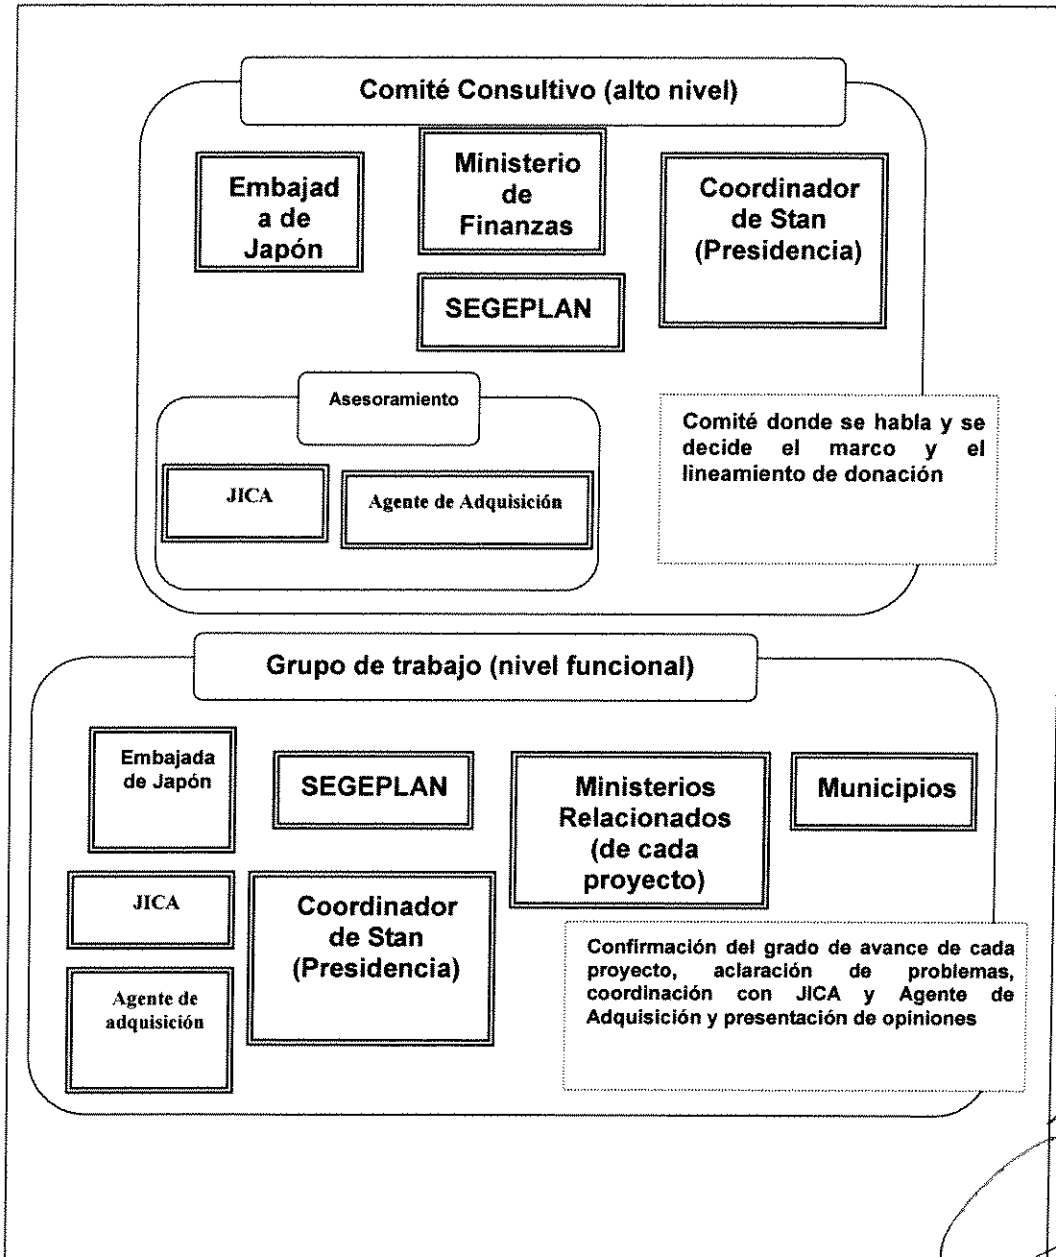 Comité Consultivo (alto nivel)
Embajad
a de
Japón
Ministerio
de
Finanzas
Coordinador
de Stan
(Presidencia)
SEGEPLAN
Asesoramiento
JICA
Agente de Adquisición
Comité donde se habla y se
decide el marco y el
lineamiento de donación
Grupo de trabajo (nivel funcional)
Embajada
de Japón
SEGEPLAN
Ministerios
Relacionados
(de cada
proyecto)
Municipios
JICA
Coordinador
de Stan
(Presidencia)
Agente de
adquisición
Confirmación del grado de avance de cada
proyecto, aclaración de problemas,
coordinación con JICA y Agente de
Adquisición y presentación de opiniones